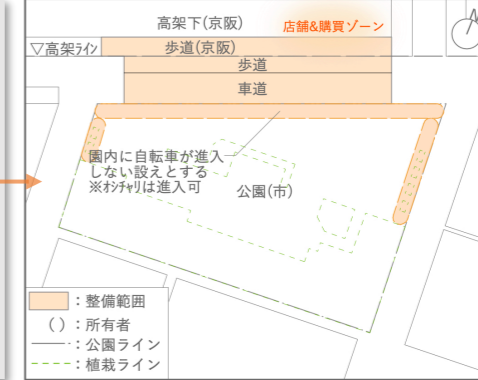 高架下(京阪)
店舗&購買ゾーン
▽高架ライン
歩道(京阪)
歩道
車道
園内に自転車が進入
しない設えとする
※オシチャリは進入可
公園(市)
：整備範囲
( )：所有者
：公園ライン
：植栽ライン